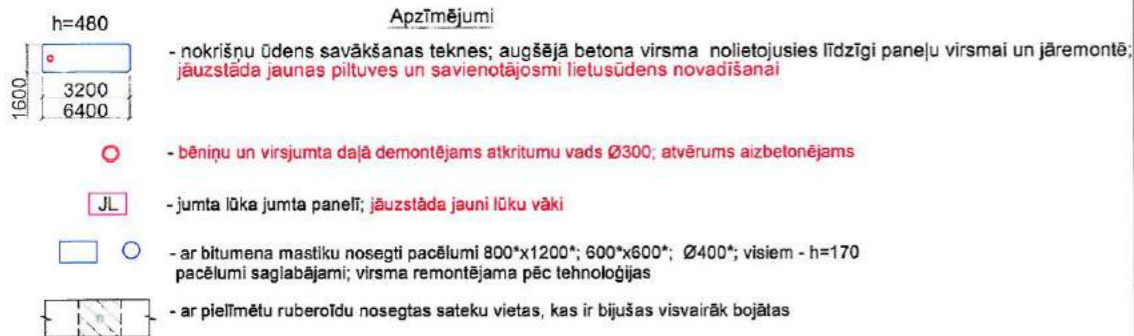 h=480
Apzīmējumi
- nokrišņu ūdens savākšanas teknes; augšējā betona virsma nolietojusies līdzīgi paneļu virsmai un jāremontē;
jāuzstāda jaunas piltuves un savienotājosmi lietusūdens novadīšanai
1600
3200
6400
- bēniņu un virsjumta daļā demontējams atkritumu vads Ø300; atvērums aizbetonējams
JL
- jumta lūka jumta panelī; jāuzstāda jauni lūku vāki
- ar bitumena mastiku nosegti pacēlumi 800*x1200*; 600*x600*; Ø400*; visiem - h=170
pacēlumi saglabājami; virsma remontējama pēc tehnoloģijas
- ar pielīmētu ruberoīdu nosegtas sateku vietas, kas ir bijušas visvairāk bojātas